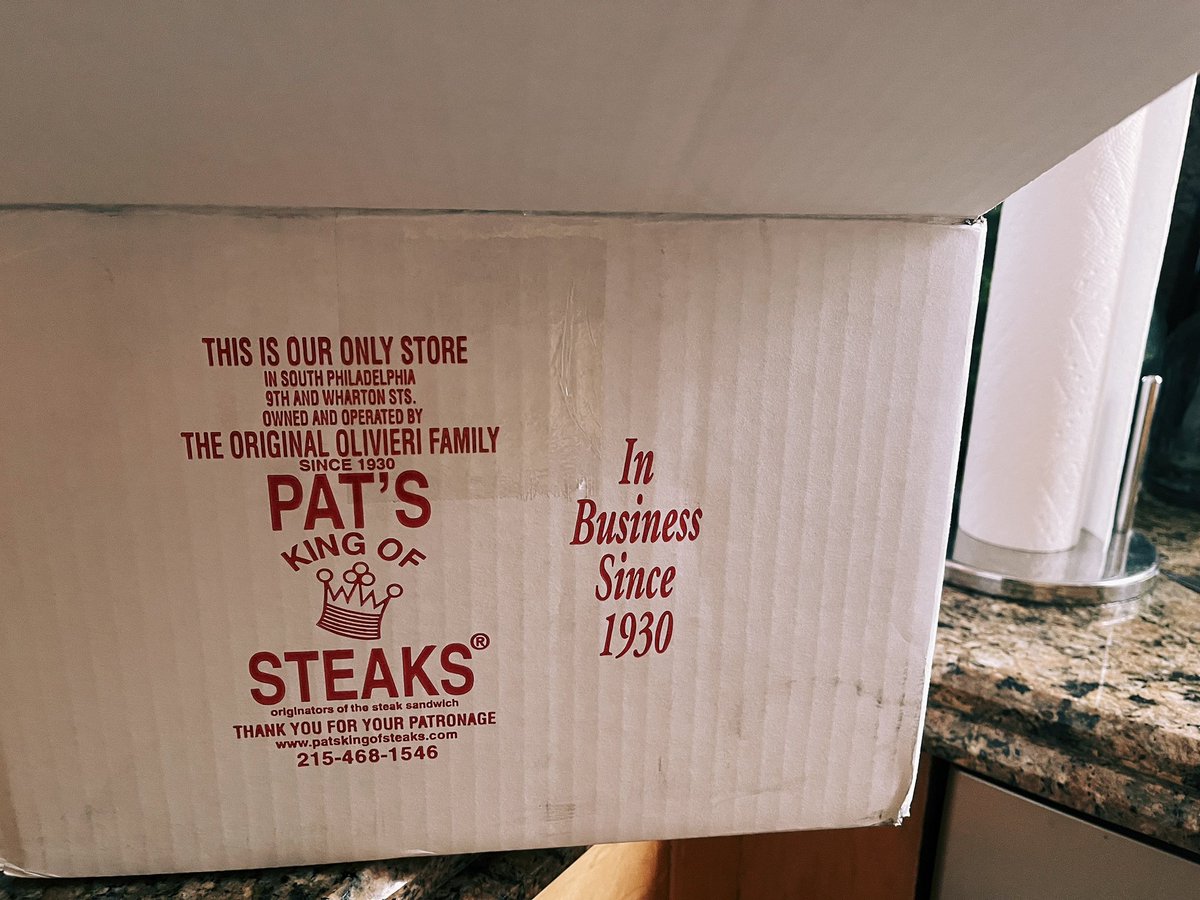 THIS IS OUR ONLY STORE
IN SOUTH PHILADELPHIA
9TH AND WHARTON STS.
OWNED AND OPERATED BY
THE ORIGINAL OLIVIERI FAMILY
SINCE 1930
PAT'S
KING OF
STEAKS®
originators of the steak sandwich
THANK YOU FOR YOUR PATRONAGE
www.patskingofsteaks.com
215-468-1546
In
Business
Since
1930